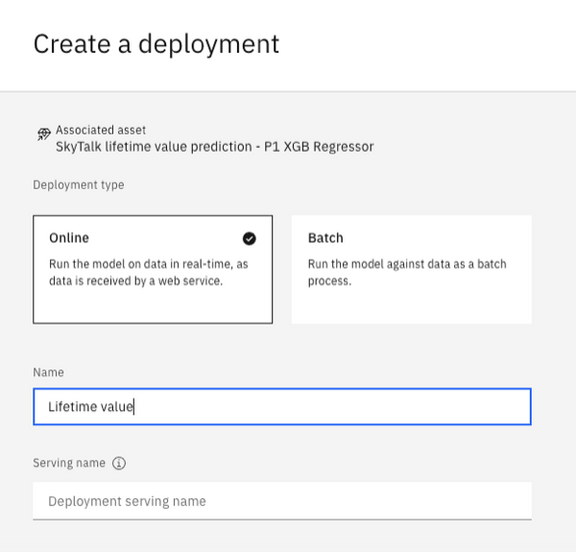 Create a deployment
Associated asset
SkyTalk lifetime value prediction - P1 XGB Regressor
Deployment type
Online
Run the model on data in real-time, as
data is received by a web service.
Batch
Run the model against data as a batch
process.
Name
Lifetime value
Serving name
Deployment serving name